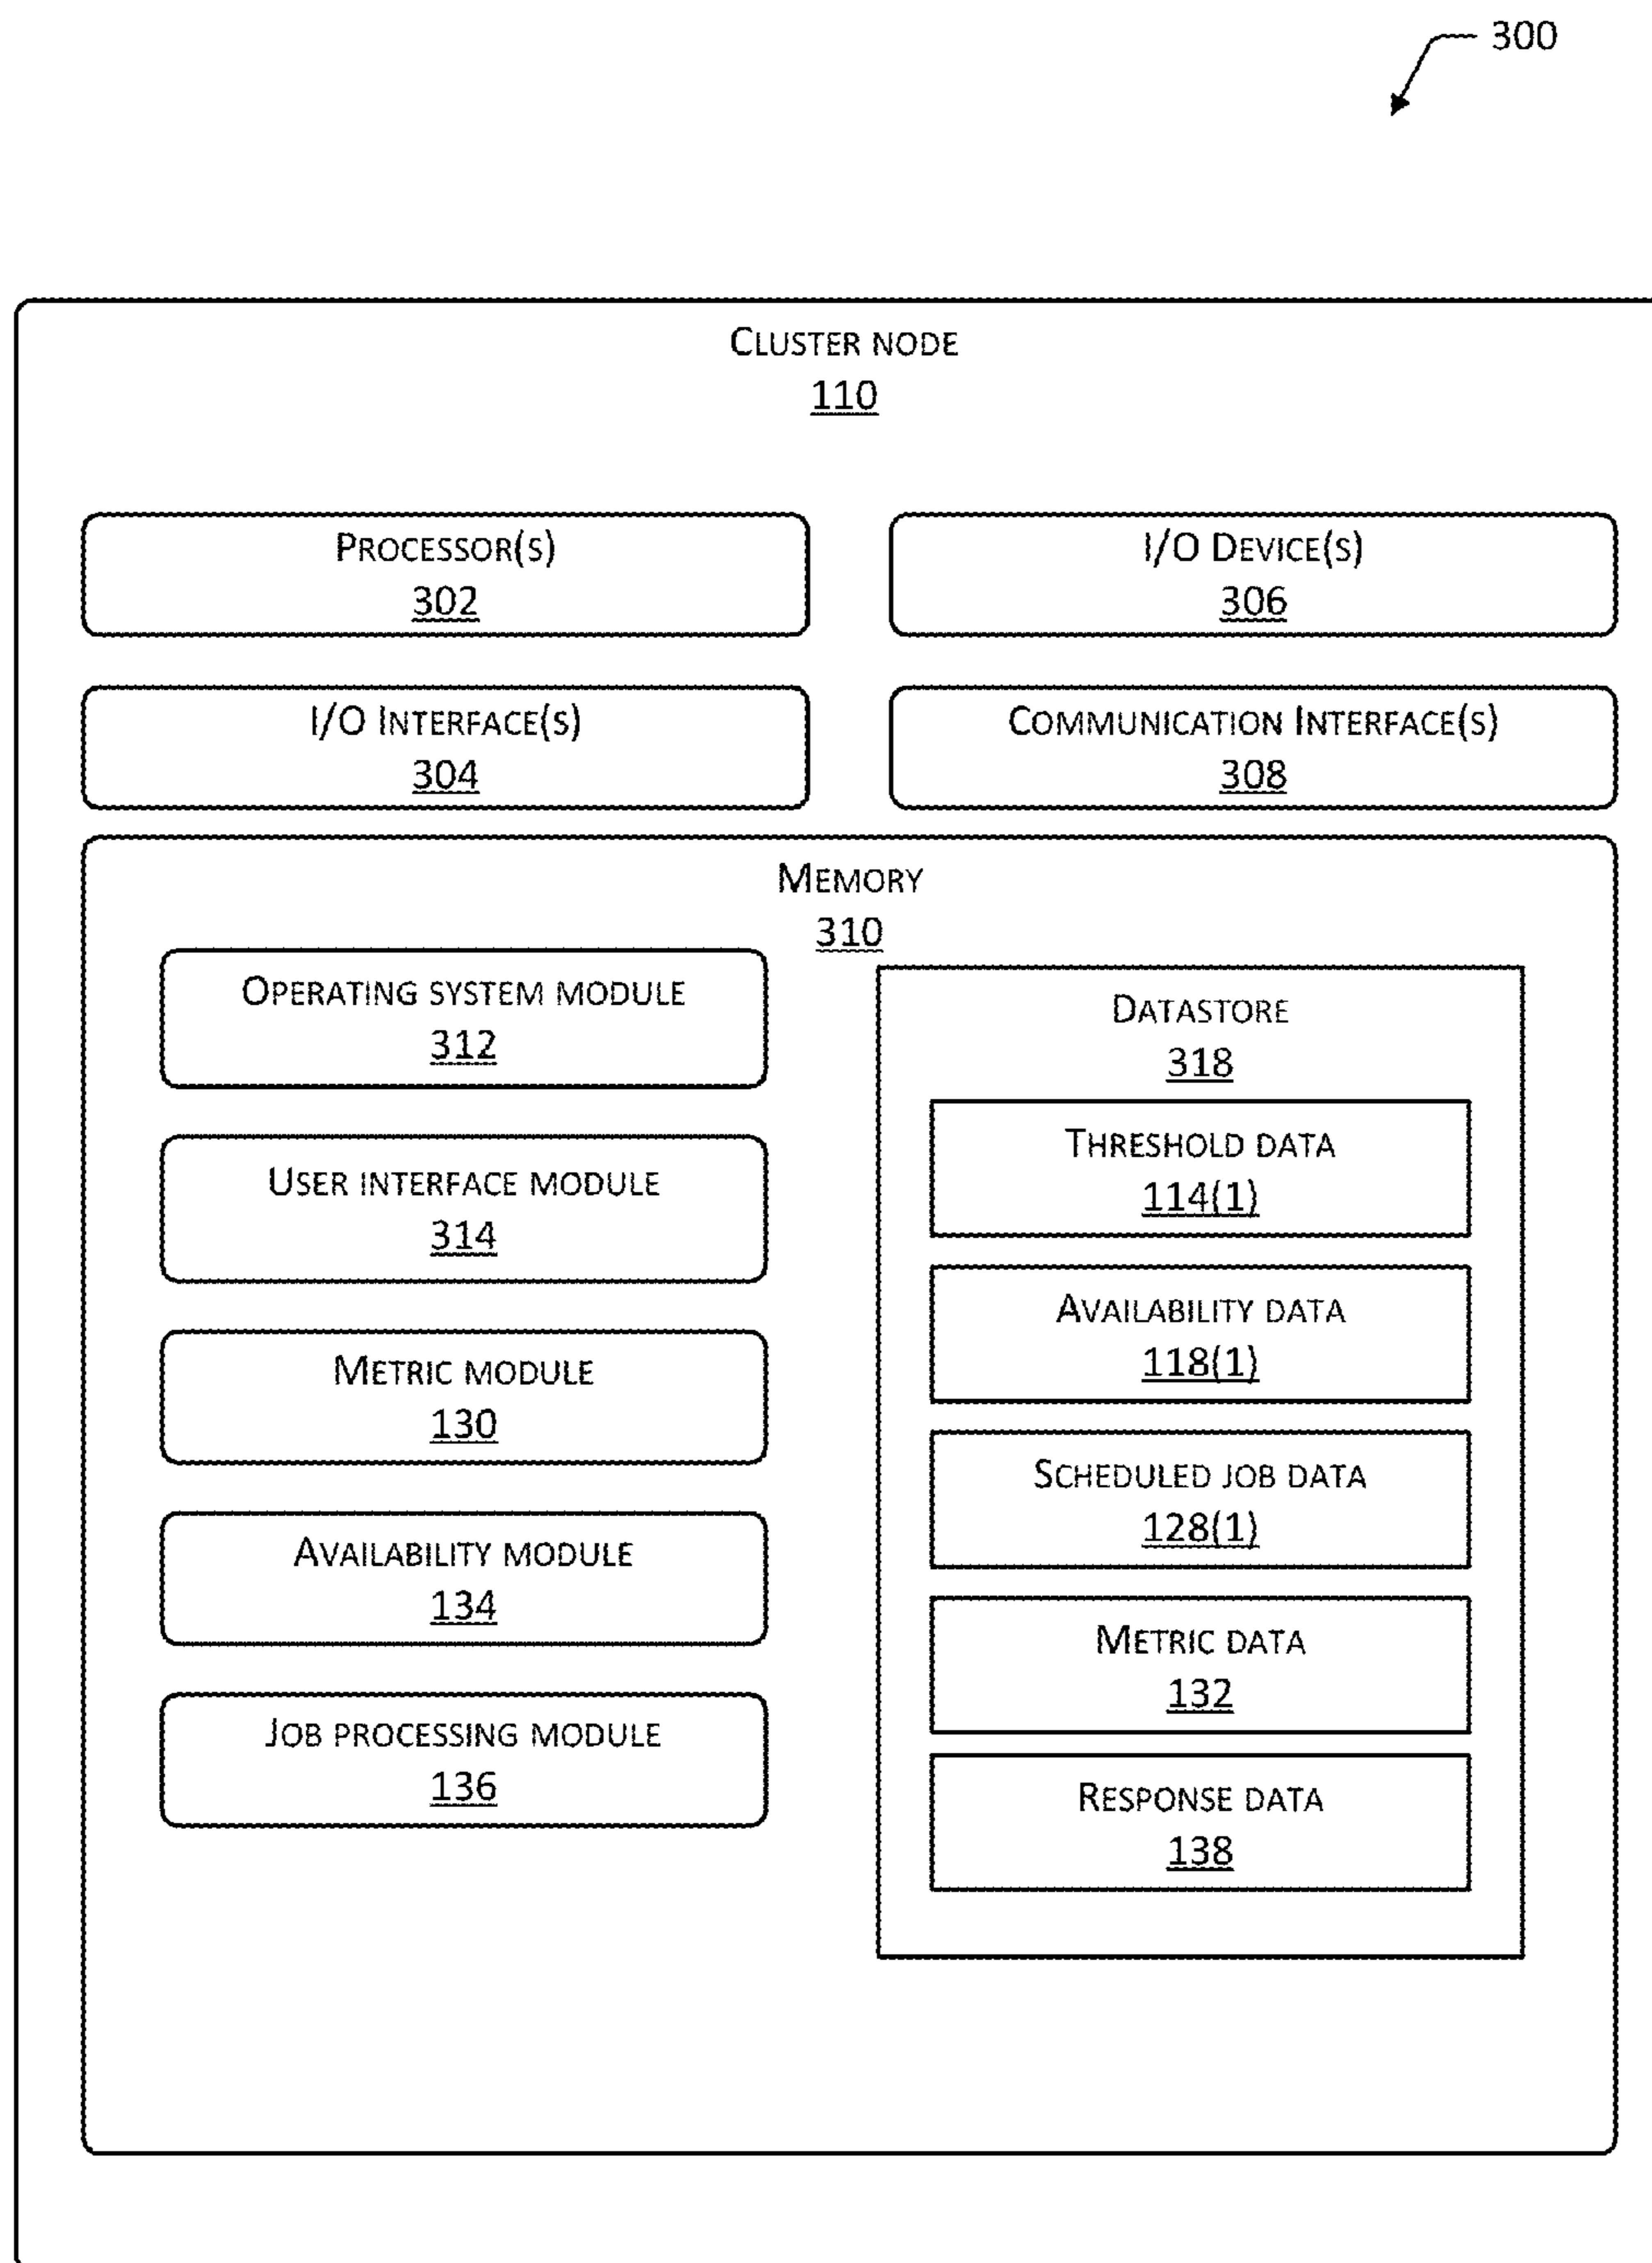 300
CLUSTER NODE
110
PROCESSOR(S)
302
I/O DEVICE(S)
306
I/O INTERFACE(S)
304
COMMUNICATION INTERFACE(S)
308
MEMORY
310
OPERATING SYSTEM MODULE
312
USER INTERFACE MODULE
314
METRIC MODULE
130
AVAILABILITY MODULE
134
JOB PROCESSING MODULE
136
DATASTORE
318
THRESHOLD DATA
114(1)
AVAILABILITY DATA
118(1)
SCHEDULED JOB DATA
128(1)
METRIC DATA
132
RESPONSE DATA
138